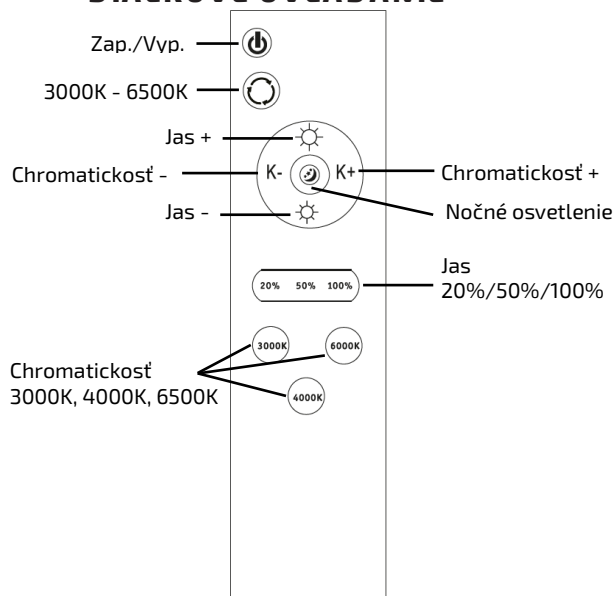 Zap./Vyp.
3000K - 6500K
Jas +
Chromatickosť -
K-
K+
Chromatickosť +
Jas -
Nočné osvetlenie
20% 50% 100%
Jas
20%/50%/100%
3000K
6000K
Chromatickosť
3000K, 4000K, 6500K
4000K